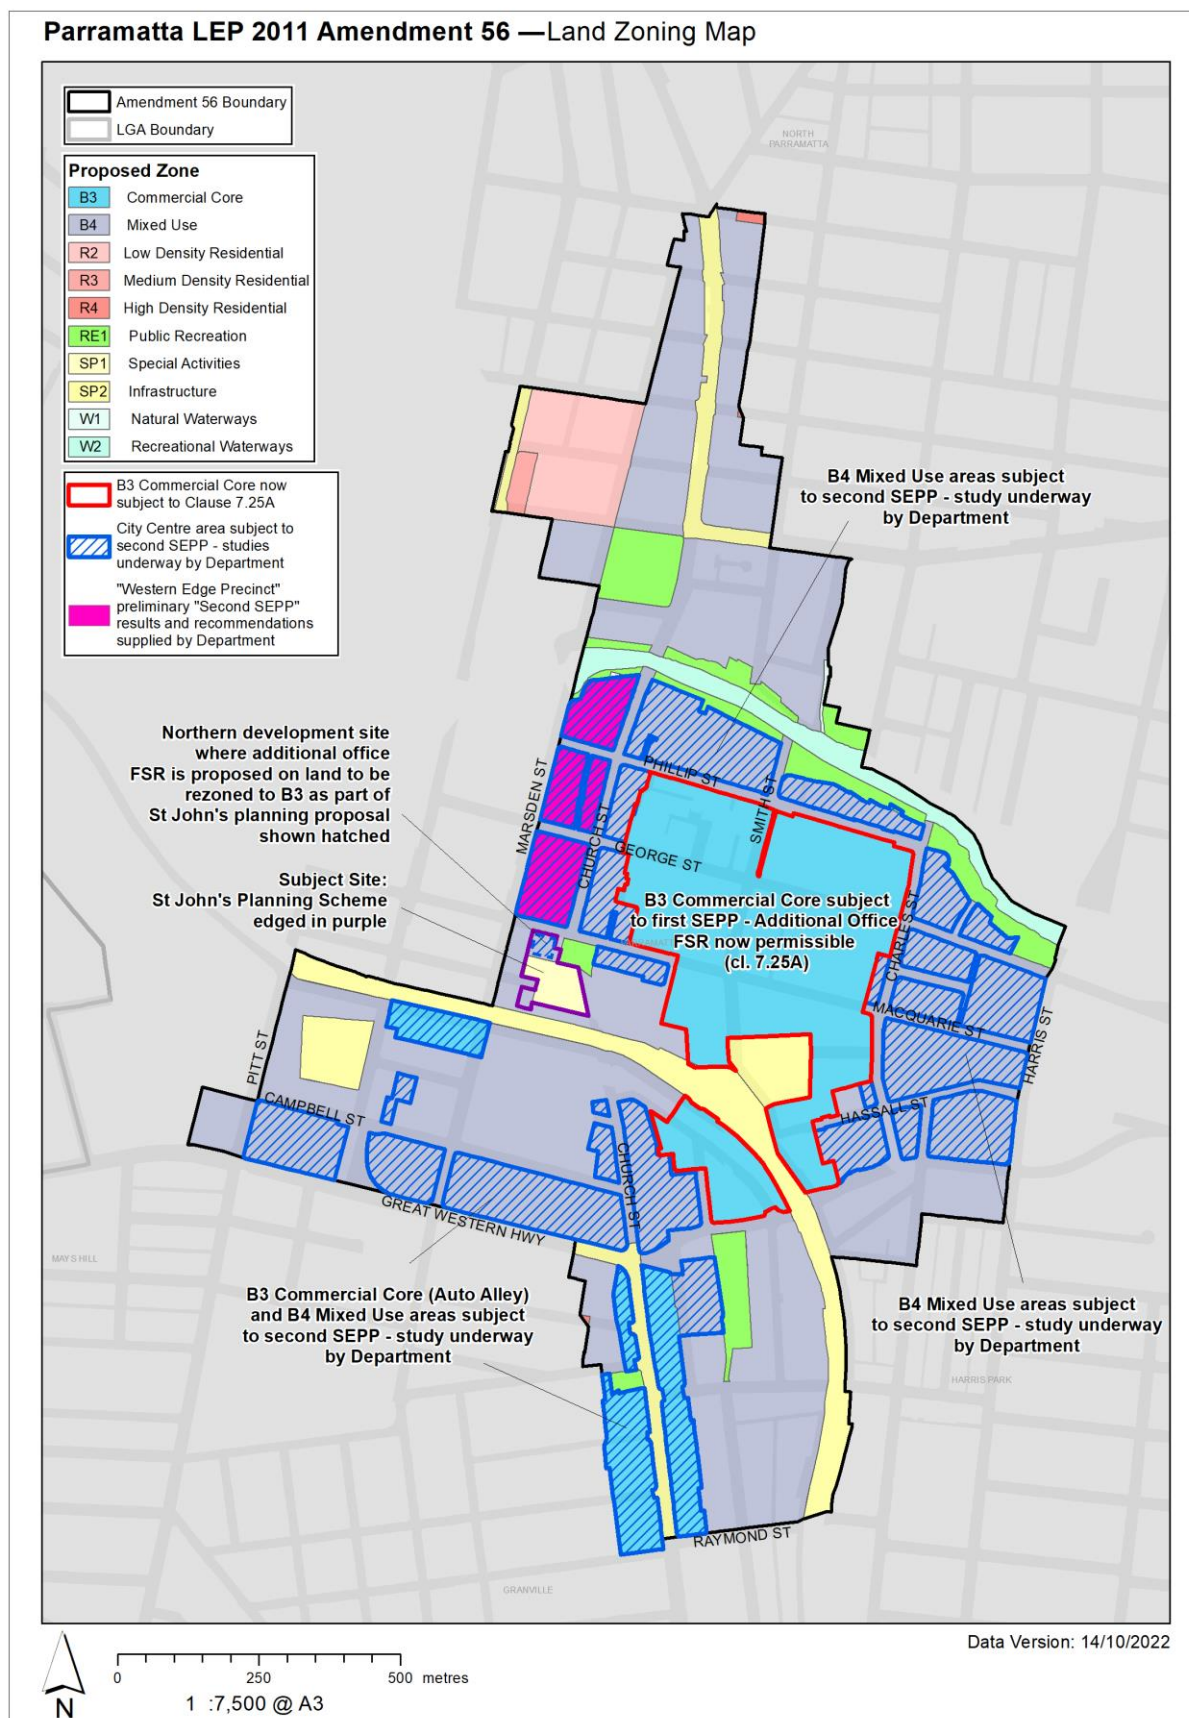 Parramatta LEP 2011 Amendment 56 —Land Zoning Map
Amendment 56 Boundary
LGA Boundary
Proposed Zone
B3 Commercial Core
B4 Mixed Use
R2 Low Density Residential
R3 Medium Density Residential
R4 High Density Residential
RE1 Public Recreation
SP1 Special Activities
SP2 Infrastructure
W1 Natural Waterways
W2 Recreational Waterways
B3 Commercial Core now
subject to Clause 7.25A
City Centre area subject to
second SEPP - studies
underway by Department
"Western Edge Precinct"
preliminary "Second SEPP"
results and recommendations
supplied by Department
NORTH
PARRAMATTA
B4 Mixed Use areas subject
to second SEPP - study underway
by Department
Northern development site
where additional office
FSR is proposed on land to be
rezoned to B3 as part of
St John's planning proposal
shown hatched
Subject Site:
St John's Planning Scheme
edged in purple
MARSDEN ST
CHURCH ST
PHILLIP ST
SMITH ST
GEORGE ST
B3 Commercial Core subject
to first SEPP - Additional Office
FSR now permissible
(cl. 7.25A)
CHARLES ST
MACQUARIE ST
HARRIS ST
HASSALL ST
PITT ST
CAMPBELL ST
CHURCH ST
GREAT WESTERN HWY
MAYS HILL
B3 Commercial Core (Auto Alley)
and B4 Mixed Use areas subject
to second SEPP - study underway
by Department
B4 Mixed Use areas subject
to second SEPP - study underway
by Department
HARRIS PARK
RAYMOND ST
GRANVILLE
Data Version: 14/10/2022
N
0 250 500 metres
1 :7,500 @ A3